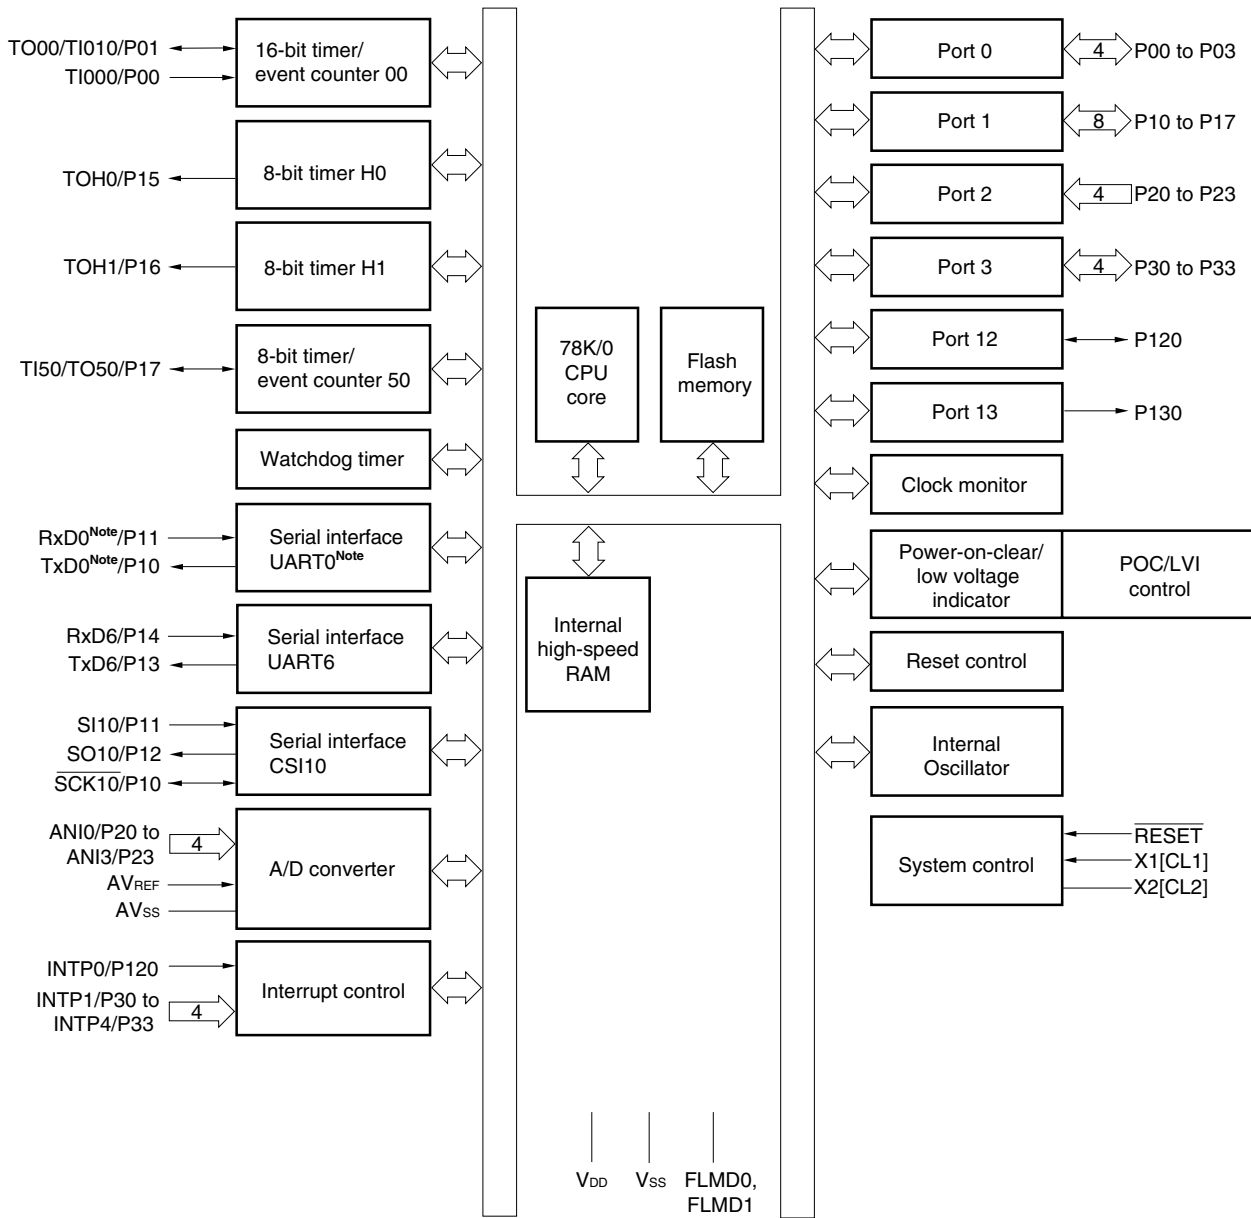 TO00/TI010/P01
TI000/P00
16-bit timer/
event counter 00
TOH0/P15
8-bit timer H0
TOH1/P16
8-bit timer H1
TI50/TO50/P17
8-bit timer/
event counter 50
Watchdog timer
RxD0Note/P11
TxD0Note/P10
Serial interface
UART0Note
RxD6/P14
TxD6/P13
Serial interface
UART6
SI10/P11
SO10/P12
SCK10/P10
Serial interface
CSI10
ANI0/P20 to
ANI3/P23
4
AVREF
AVSS
A/D converter
INTP0/P120
INTP1/P30 to
INTP4/P33
4
Interrupt control
78K/0
CPU
core
Flash
memory
Internal
high-speed
RAM
VDD
VSS
FLMD0,
FLMD1
Port 0
4
P00 to P03
Port 1
8
P10 to P17
Port 2
4
P20 to P23
Port 3
4
P30 to P33
Port 12
P120
Port 13
P130
Clock monitor
Power-on-clear/
low voltage
indicator
POC/LVI
control
Reset control
Internal
Oscillator
System control
RESET
X1[CL1]
X2[CL2]